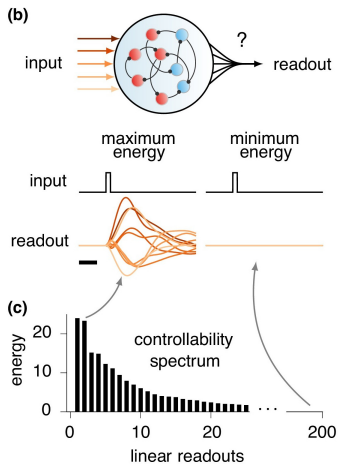 (b)
?
input
readout
maximum energy
minimum energy
input
readout
(c)
20
10
0
energy
controllability spectrum
...
0
10
20
200
linear readouts